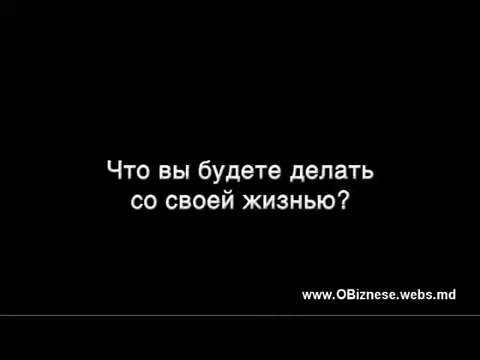 Что вы будете делать
со своей жизнью?
www.OBiznese.webs.md